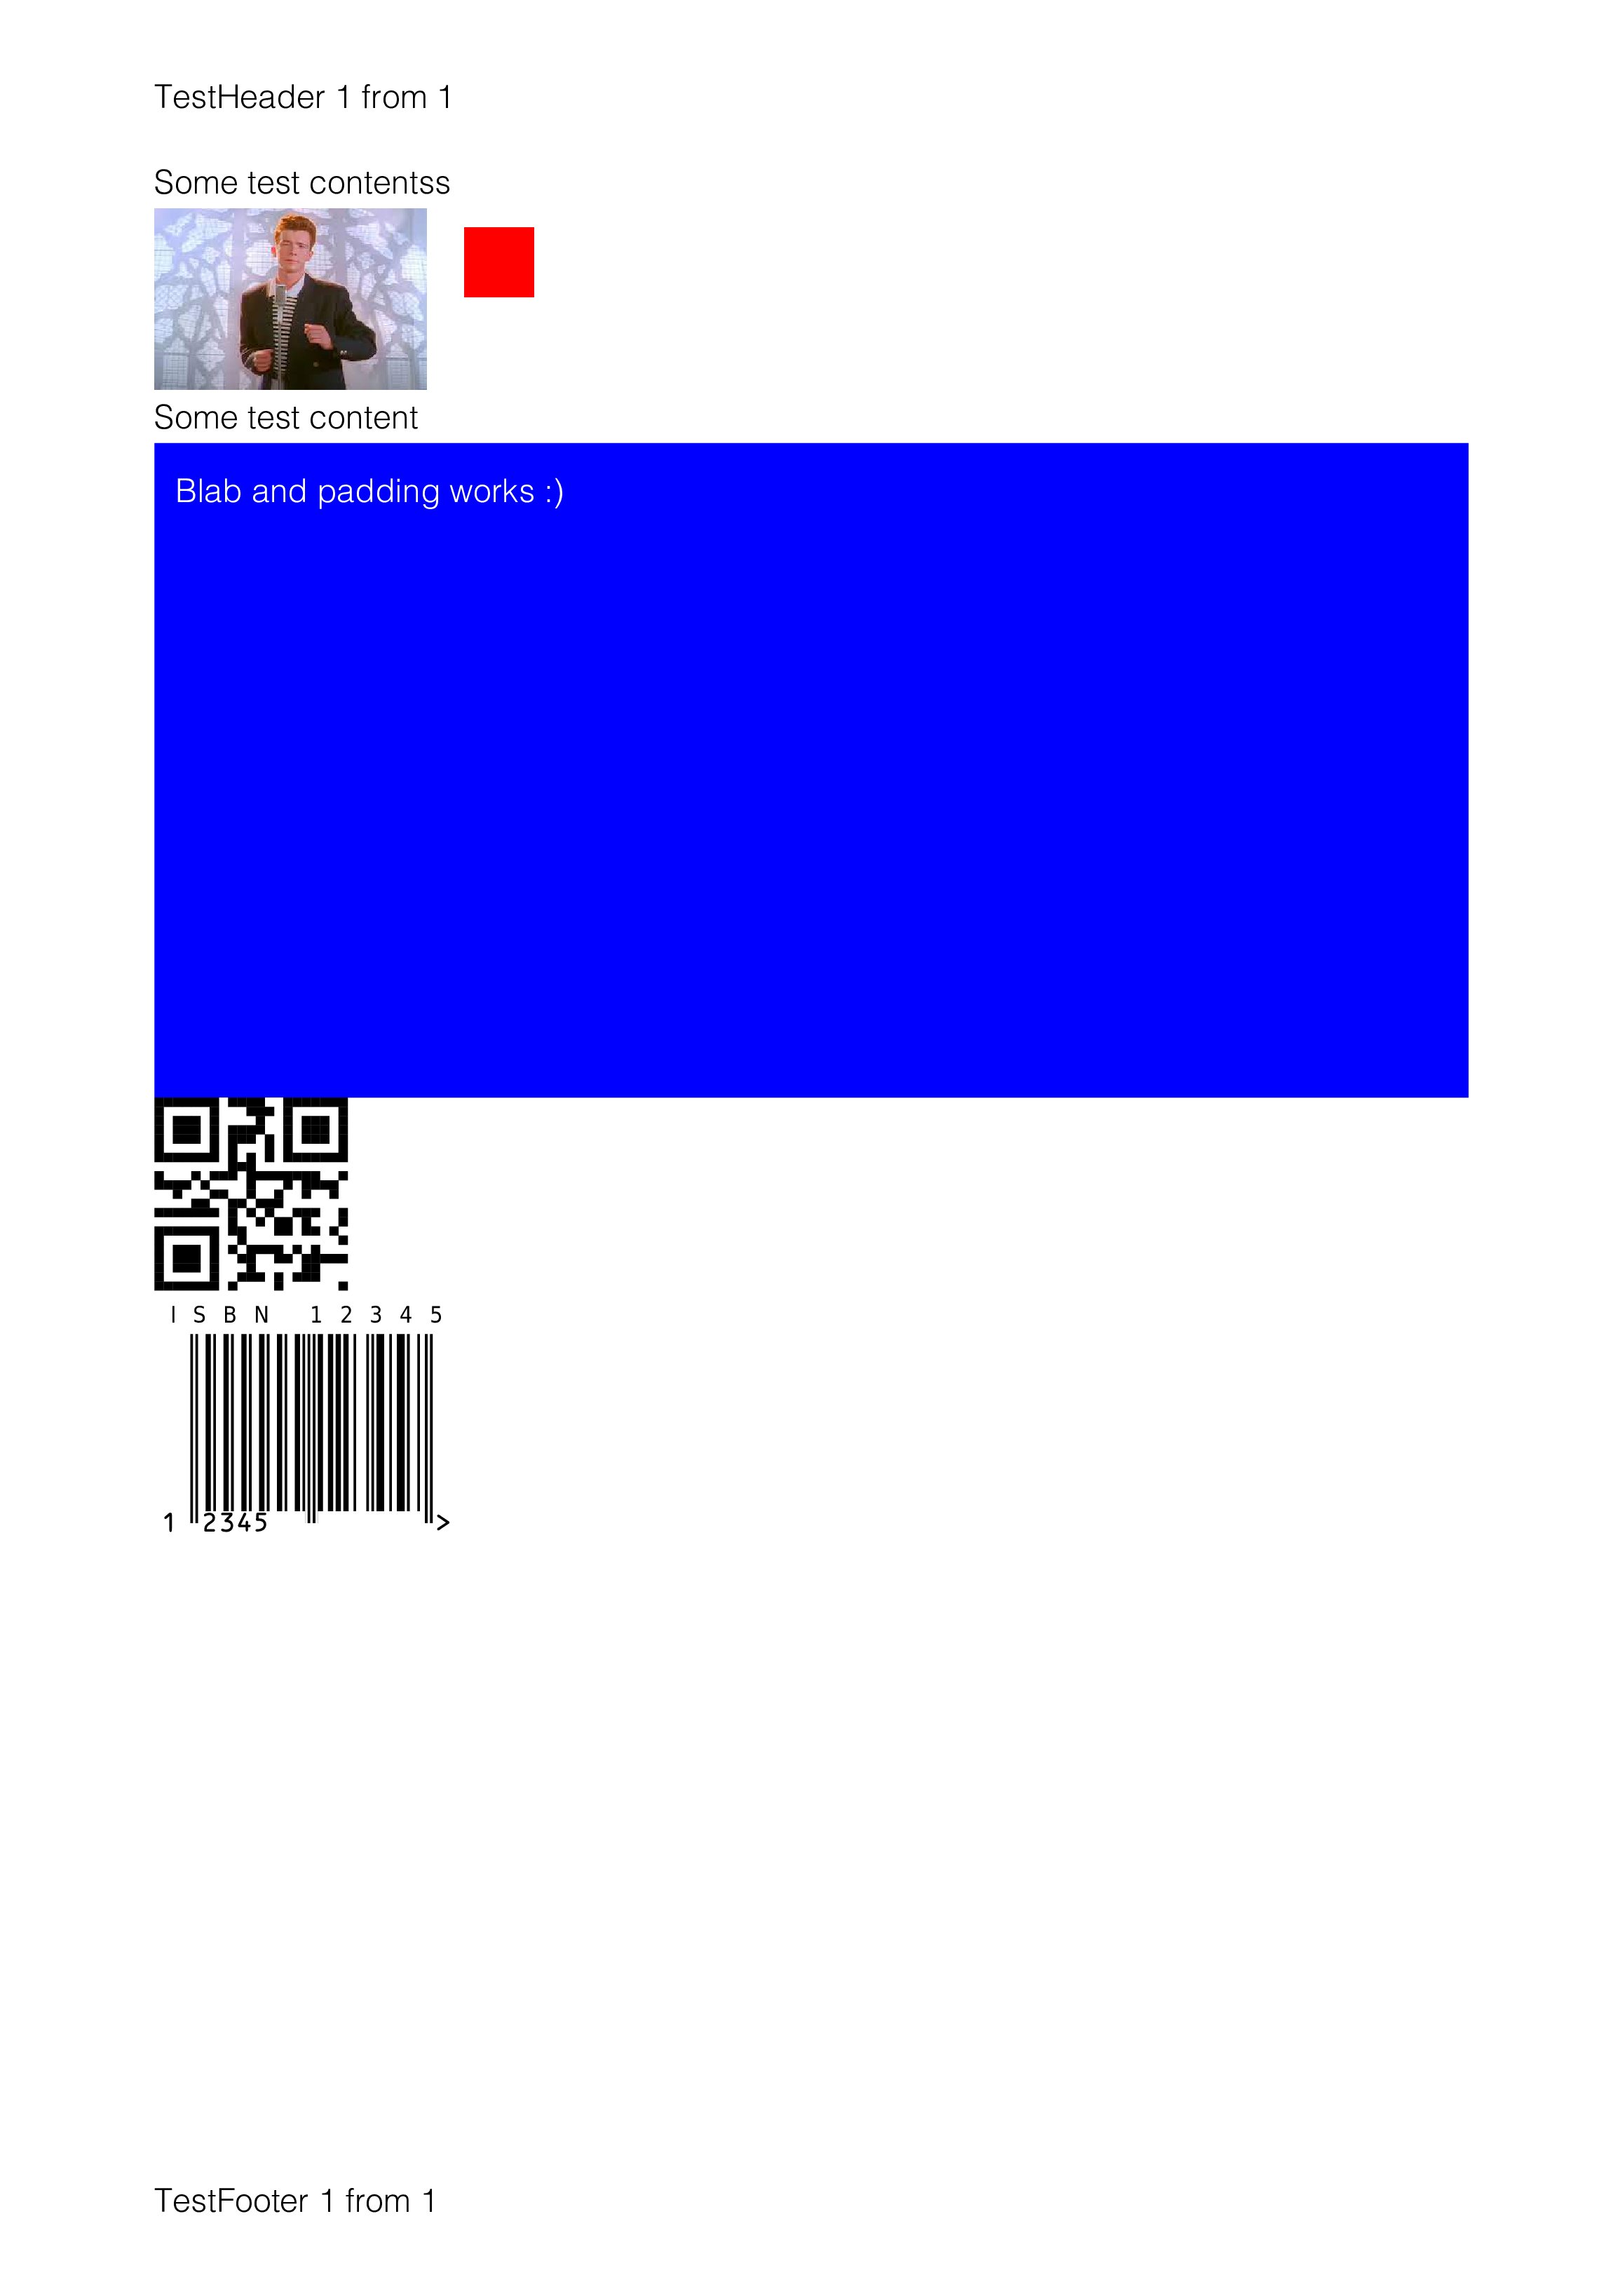 TestHeader 1 from 1
Some test contentss
Some test content
Blab and padding works :)
ISBN 12345
1 2345 >
TestFooter 1 from 1